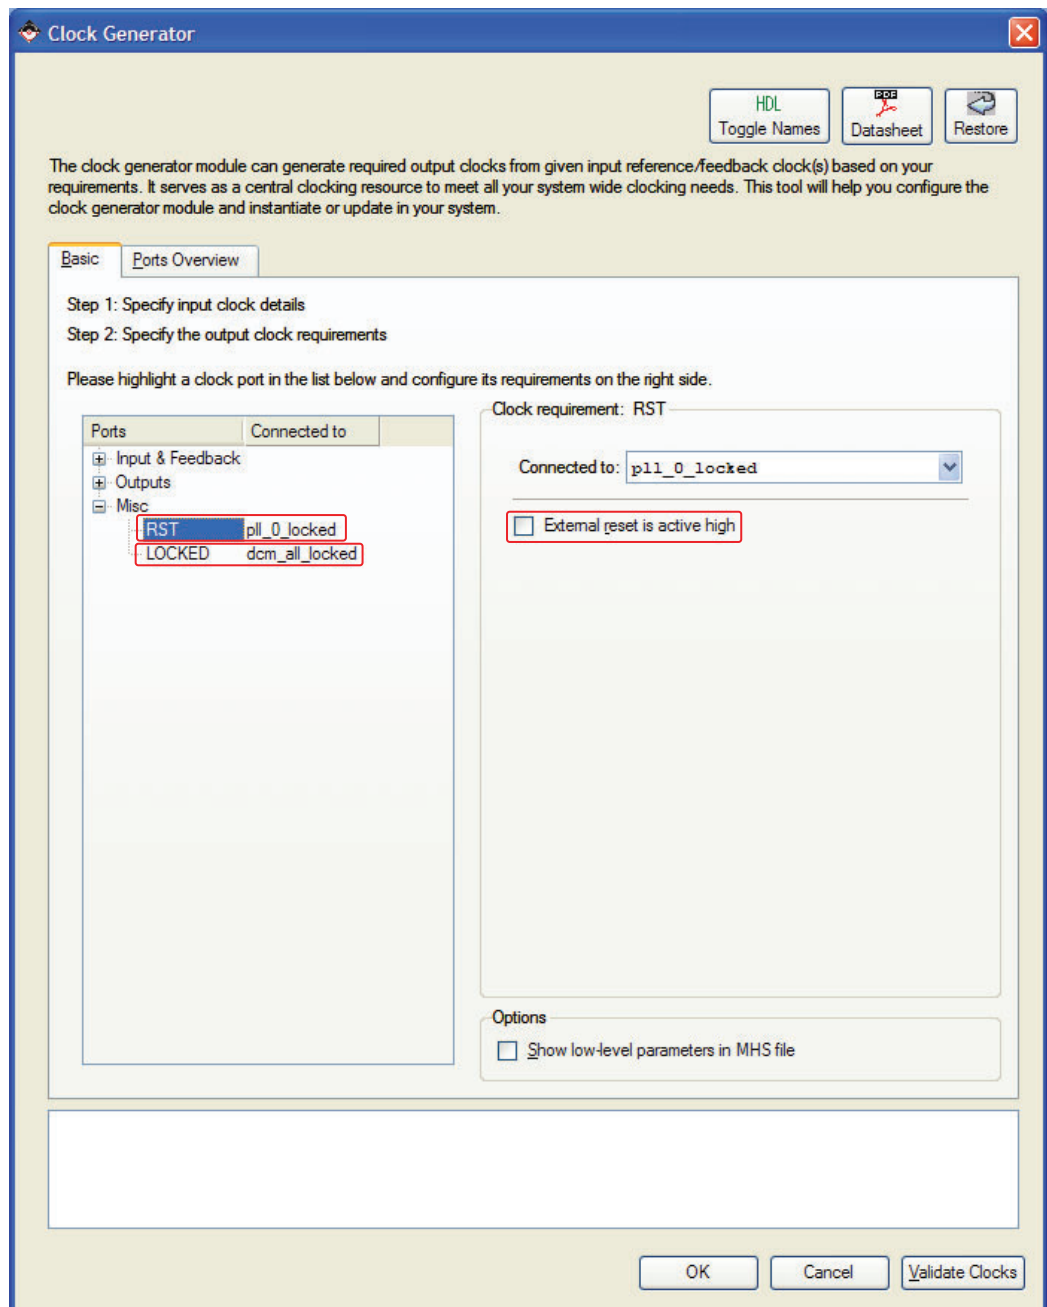 Clock Generator
HDL
Toggle Names
PDF
Datasheet
Restore
The clock generator module can generate required output clocks from given input reference/feedback clock(s) based on your
requirements. It serves as a central clocking resource to meet all your system wide clocking needs. This tool will help you configure the
clock generator module and instantiate or update in your system.
Basic
Ports Overview
Step 1: Specify input clock details
Step 2: Specify the output clock requirements
Please highlight a clock port in the list below and configure its requirements on the right side.
Ports Connected to
Input & Feedback
Outputs
Misc
RST pll_0_locked
LOCKED dcm_all_locked
Clock requirement: RST
Connected to: pll_0_locked
External reset is active high
Options
Show low-level parameters in MHS file
OK
Cancel
Validate Clocks